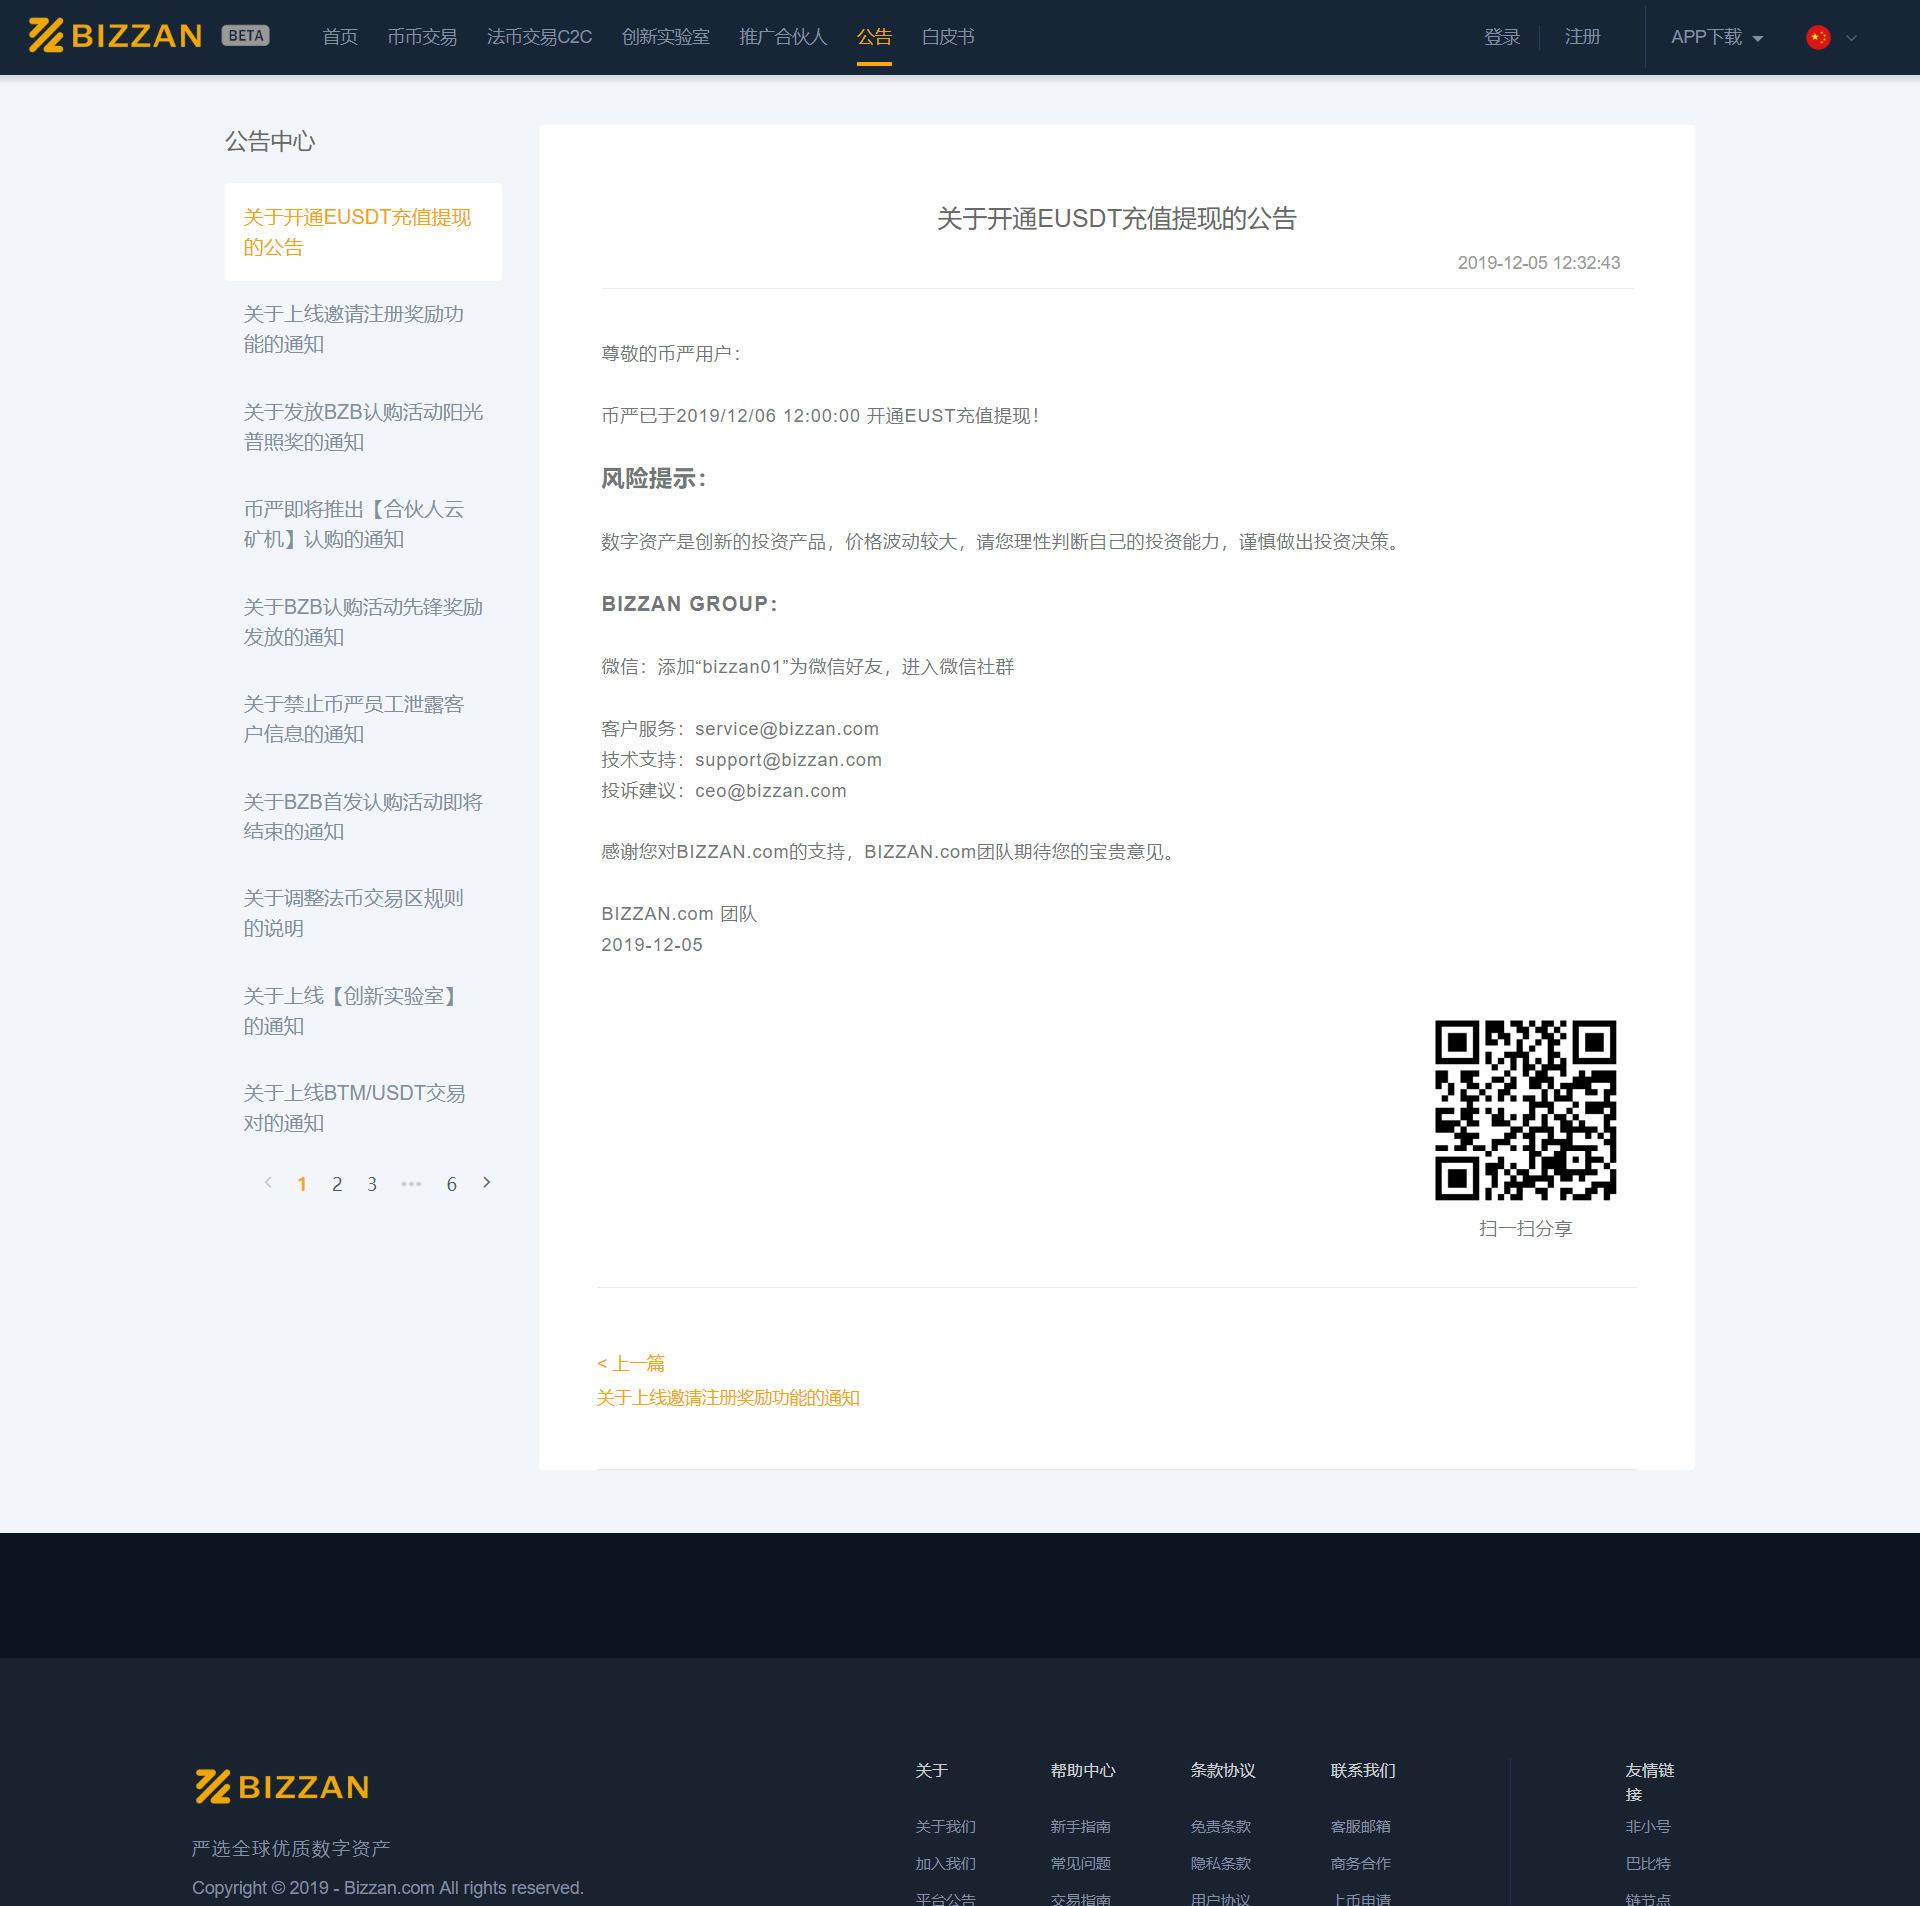 BIZZAN BETA 首页 币币交易 法币交易C2C 创新实验室 推广合伙人 公告 白皮书 登录 注册 APP下载
公告中心
关于开通EUSDT充值提现
的公告
关于上线邀请注册奖励功
能的通知
关于发放BZB认购活动阳光
普照奖的通知
币严即将推出【合伙人云
矿机】认购的通知
关于BZB认购活动先锋奖励
发放的通知
关于禁止币严员工泄露客
户信息的通知
关于BZB首发认购活动即将
结束的通知
关于调整法币交易区规则
的说明
关于上线【创新实验室】
的通知
关于上线BTM/USDT交易
对的通知
< 1 2 3 ••• 6 >
关于开通EUSDT充值提现的公告
2019-12-05 12:32:43
尊敬的币严用户：
币严已于2019/12/06 12:00:00 开通EUST充值提现！
风险提示：
数字资产是创新的投资产品，价格波动较大，请您理性判断自己的投资能力，谨慎做出投资决策。
BIZZAN GROUP：
微信：添加“bizzan01”为微信好友，进入微信社群
客户服务：service@bizzan.com
技术支持：support@bizzan.com
投诉建议：ceo@bizzan.com
感谢您对BIZZAN.com的支持，BIZZAN.com团队期待您的宝贵意见。
BIZZAN.com 团队
2019-12-05
扫一扫分享
< 上一篇
关于上线邀请注册奖励功能的通知
BIZZAN
严选全球优质数字资产
Copyright © 2019 - Bizzan.com All rights reserved.
关于
关于我们
加入我们
平台公告
帮助中心
新手指南
常见问题
交易指南
条款协议
免责条款
隐私条款
用户协议
联系我们
客服邮箱
商务合作
上币申请
友情链
接
非小号
巴比特
链节点